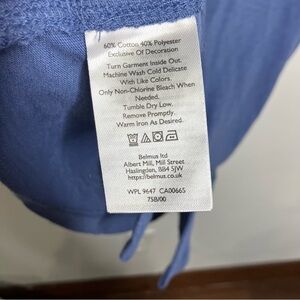 60% Cotton 40% Polyester
Exclusive Of Decoration
Turn Garment Inside Out.
Machine Wash Cold Delicate
With Like Colors.
Only Non-Chlorine Bleach When
Needed.
Tumble Dry Low.
Remove Promptly.
Warm Iron As Desired.
Belmus ltd
Albert Mill, Mill Street
Haslingden, BB4 5JW
https://belmus.co.uk
WPL 9647 CA00665
75B/00